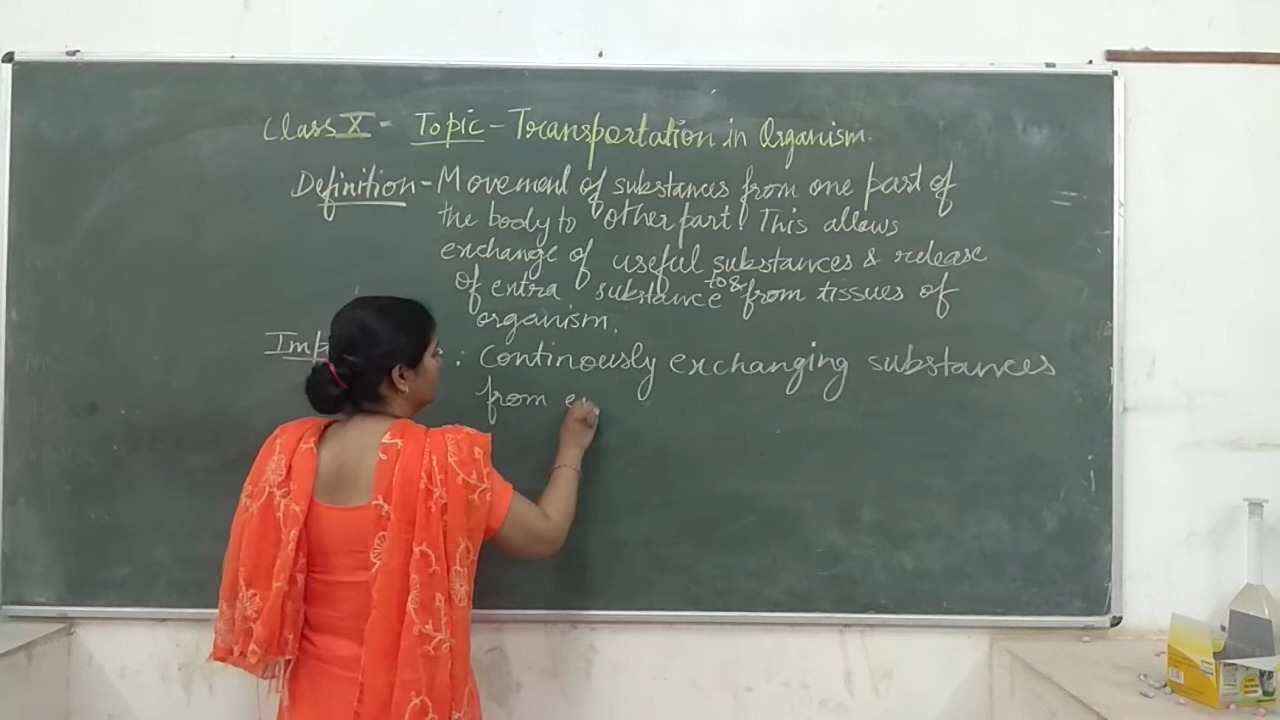 Class X - Topic - Transportation in Organism.
Definition - Movement of substances from one part of
the body to other part. This allows
exchange of useful substances & release
of extra substance to & from tissues of
organism.
Imp : Continously exchanging substances
from